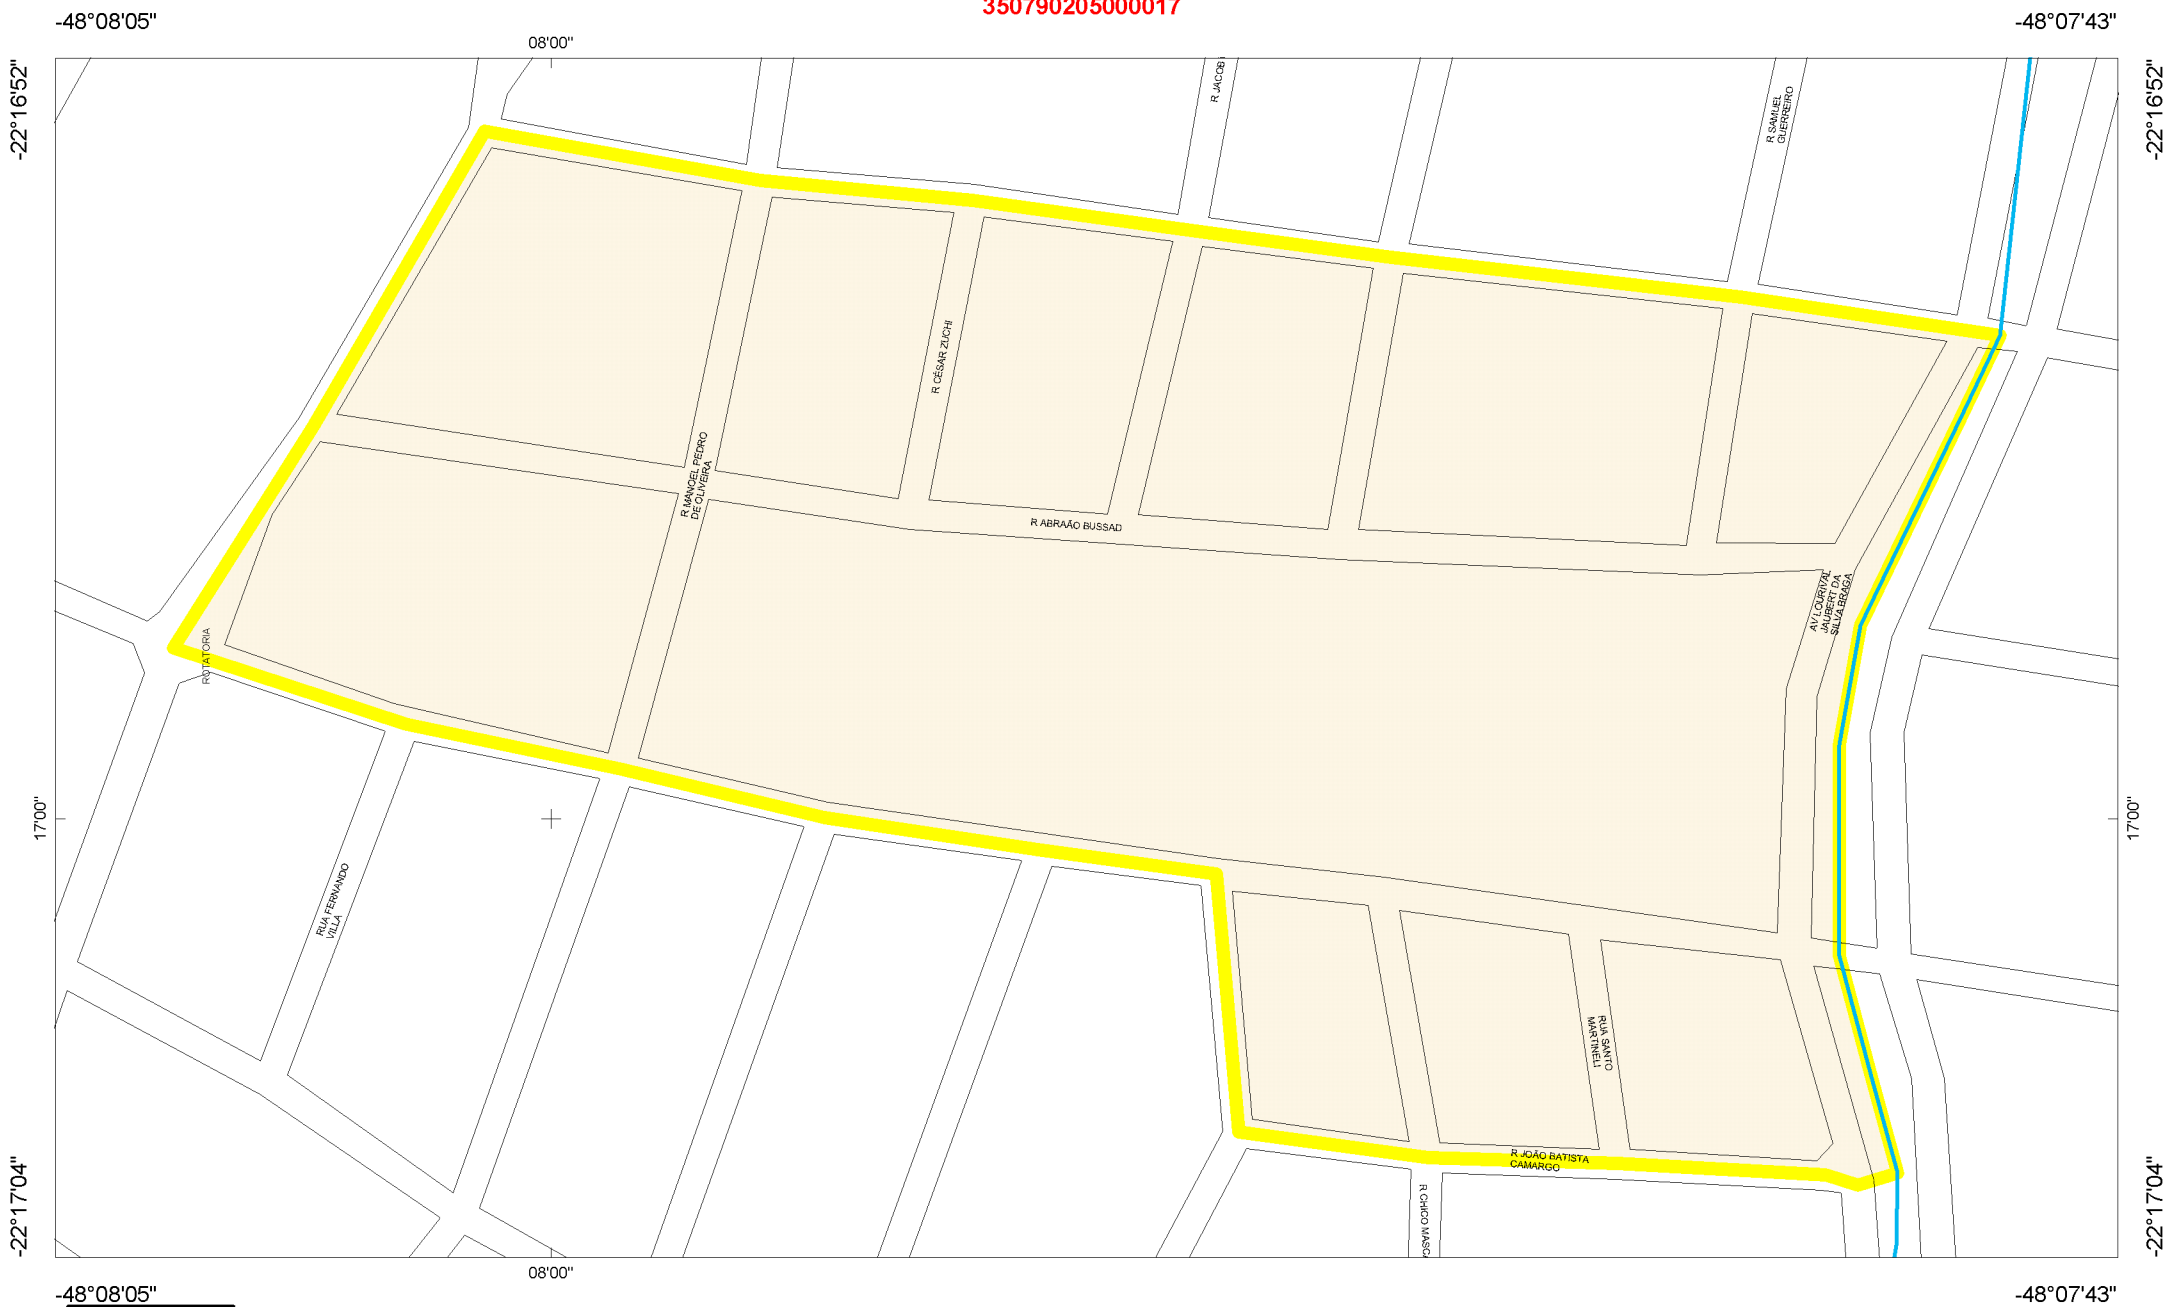 350790205000017
-48°08'05"
-48°07'43"
08'00"
-22°16'52"
-22°16'52"
R SAMUEL
GUERREIRO
R CÉSAR ZUCHI
R MANOEL PEDRO
DE OLIVEIRA
R ABRAÃO BUSSAD
AV LOURIVAL
JAUBERT DA
SILVA BRAGA
ROTATORIA
17'00"
17'00"
RUA FERNANDO
VILLA
RUA SANTO
MARTINELI
R JOÃO BATISTA
CAMARGO
R CHICO
-22°17'04"
-22°17'04"
08'00"
-48°08'05"
-48°07'43"